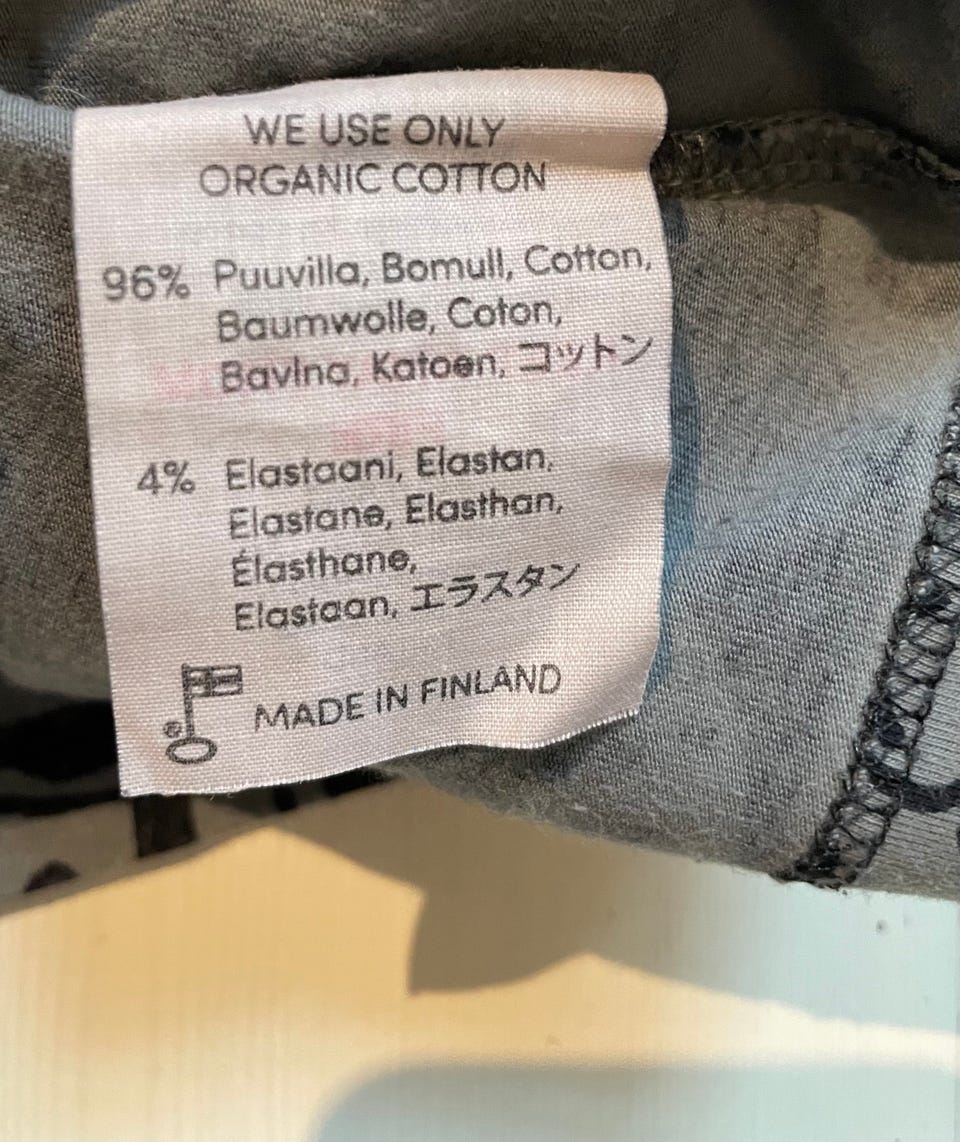 WE USE ONLY
ORGANIC COTTON
96% Puuvilla, Bomull, Cotton,
Baumwolle, Coton,
Bavlna, Katoen, コットン
4% Elastaani, Elastan,
Elastane, Elasthan,
Élasthane,
Elastaan, エラスタン
MADE IN FINLAND